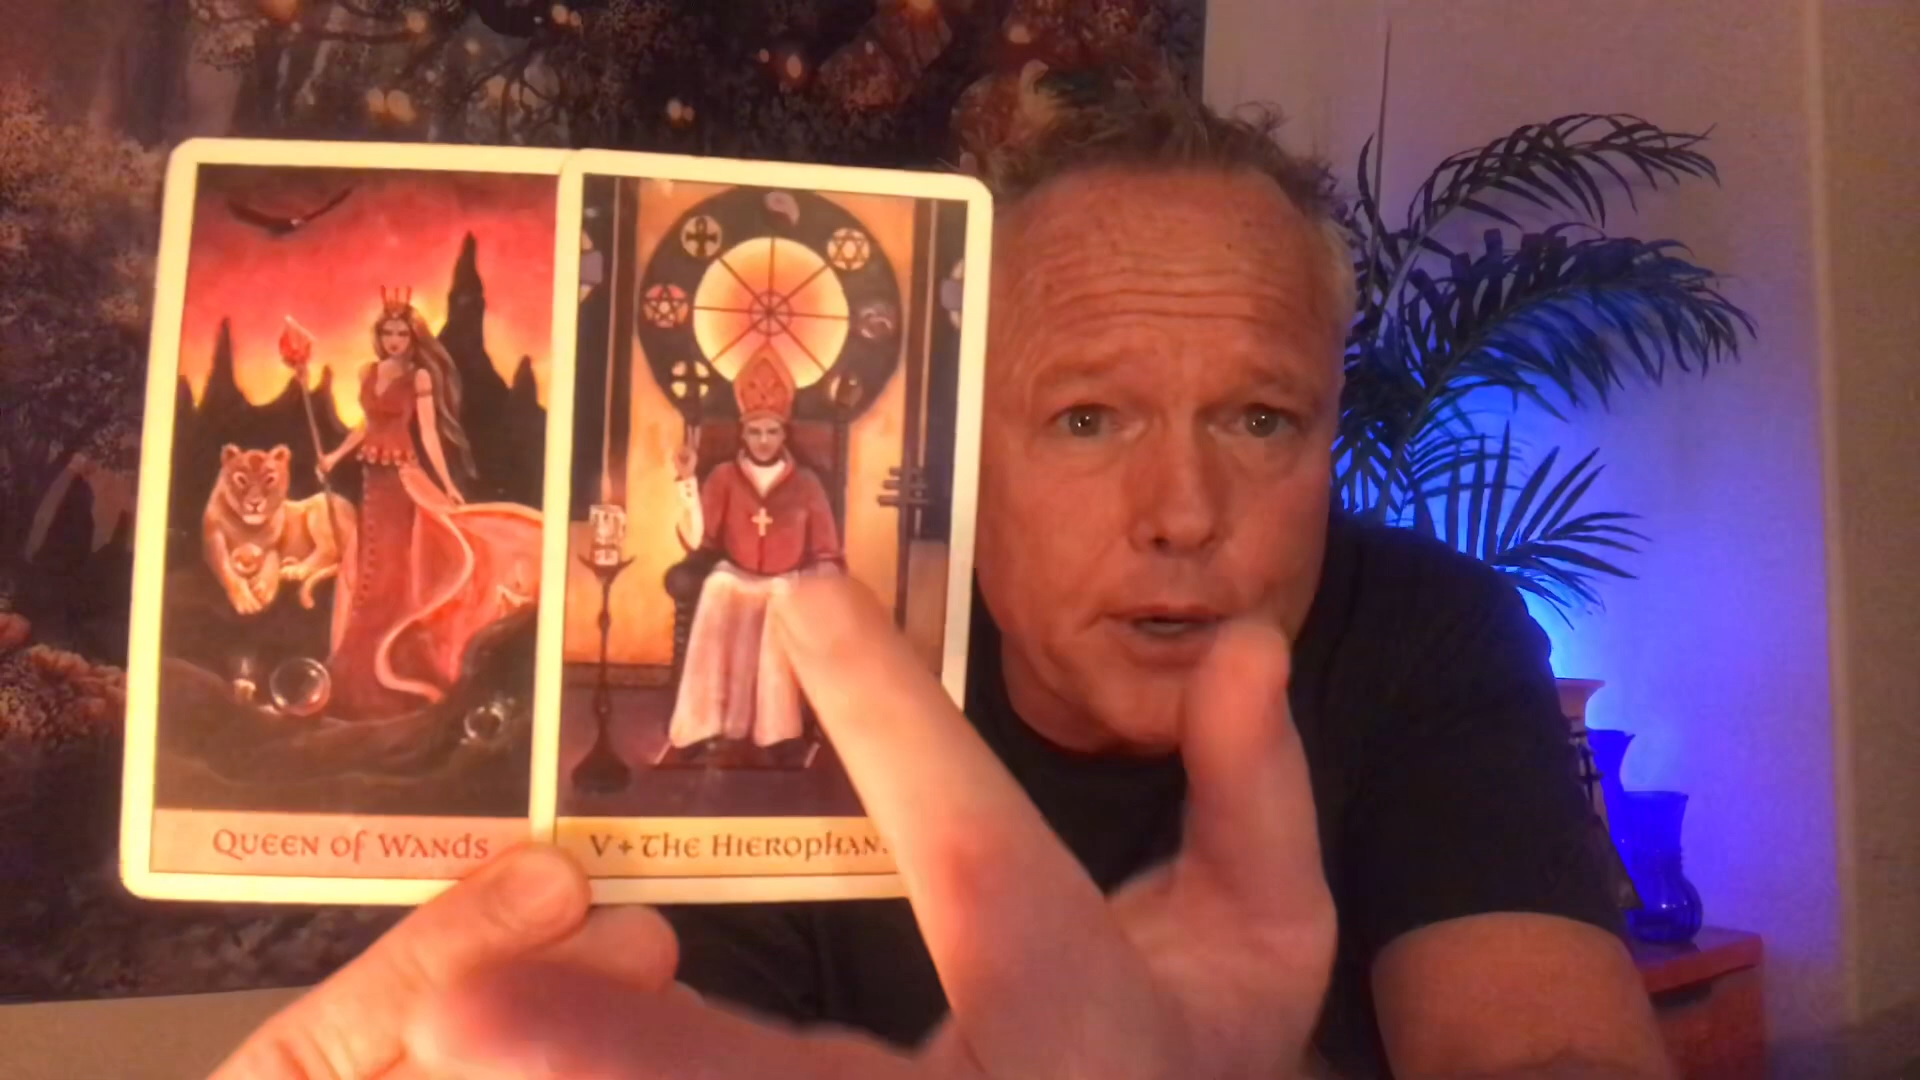 Queen of Wands
V + The Hierophan